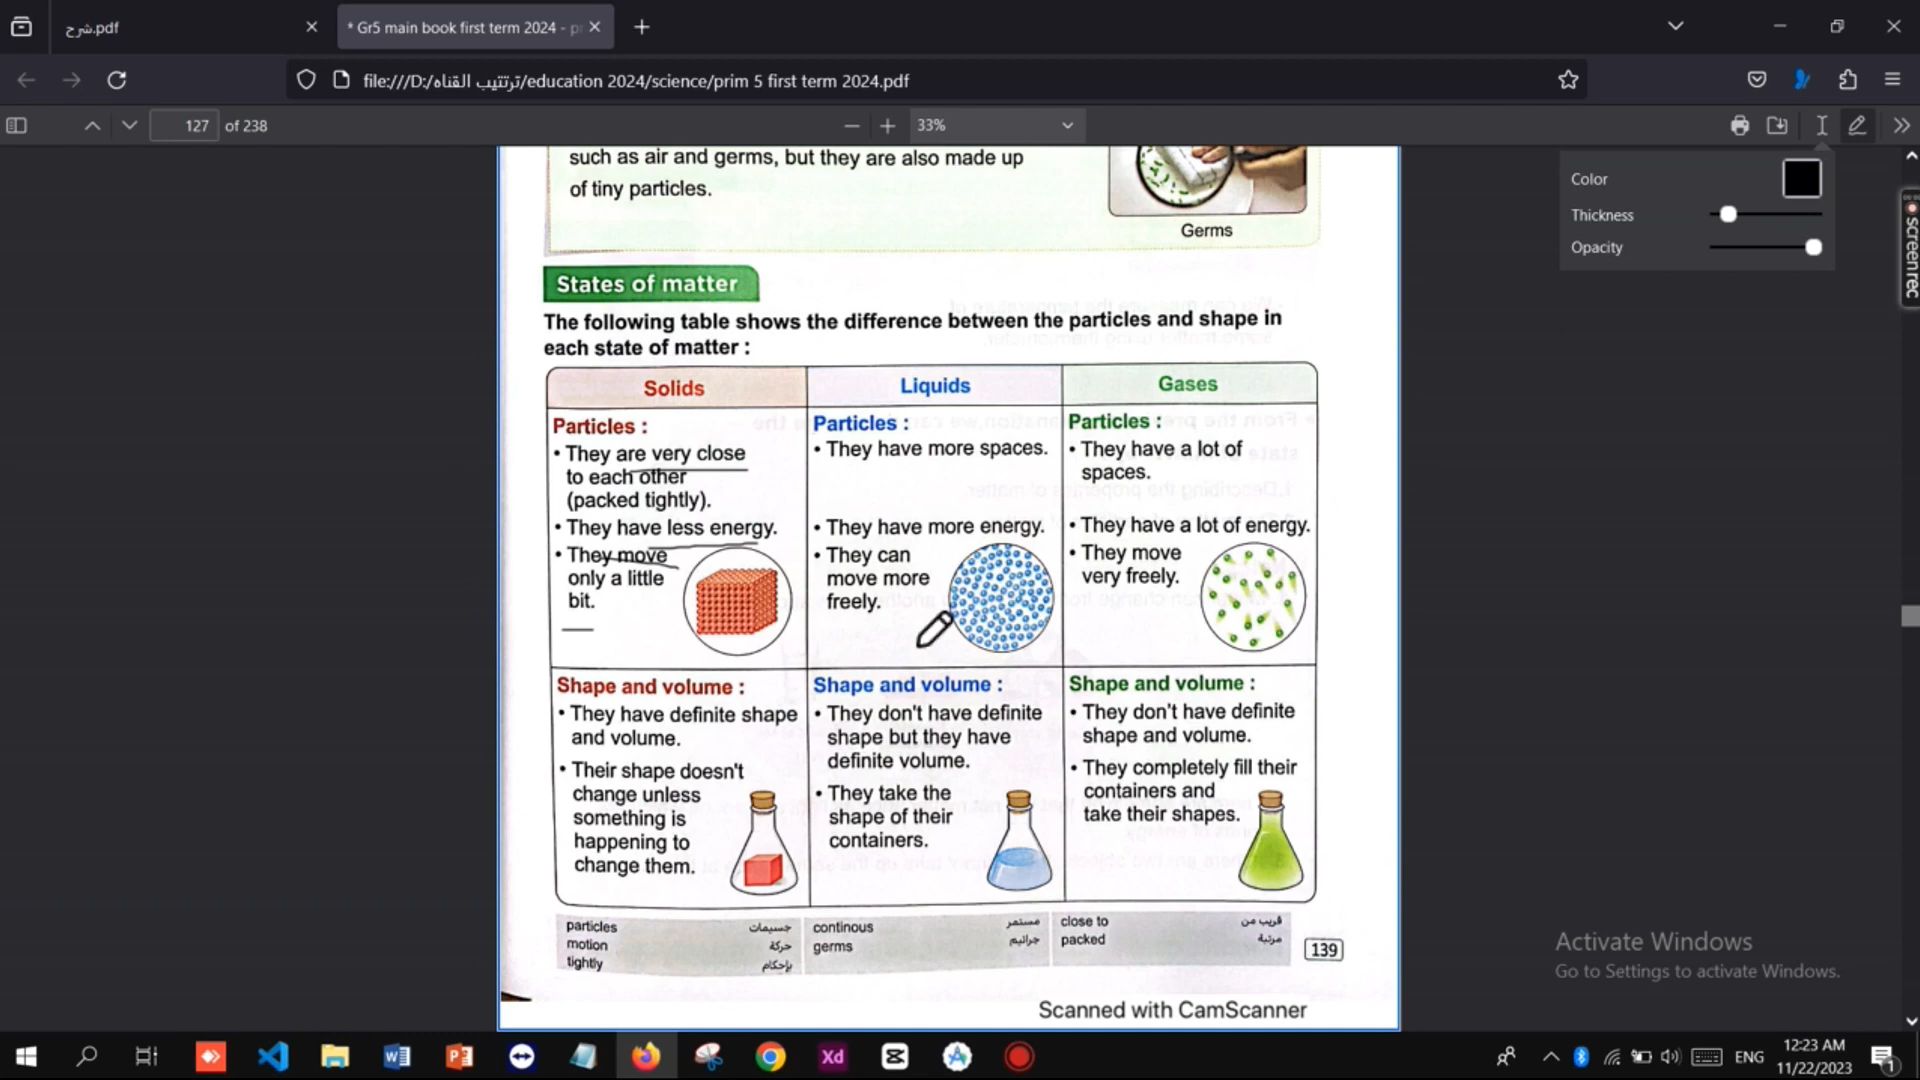 شرح.pdf
* Gr5 main book first term 2024 - pr
file:///D:/ترتتيب القناه/education 2024/science/prim 5 first term 2024.pdf
127 of 238
33%
Color
Thickness
Opacity
screenrec
such as air and germs, but they are also made up
of tiny particles.
Germs
States of matter
The following table shows the difference between the particles and shape in
each state of matter :
Solids
Liquids
Gases
Particles :
• They are very close
to each other
(packed tightly).
• They have less energy.
• They move
only a little
bit.
Particles :
• They have more spaces.
• They have more energy.
• They can
move more
freely.
Particles :
• They have a lot of
spaces.
• They have a lot of energy.
• They move
very freely.
Shape and volume :
• They have definite shape
and volume.
• Their shape doesn't
change unless
something is
happening to
change them.
Shape and volume :
• They don't have definite
shape but they have
definite volume.
• They take the
shape of their
containers.
Shape and volume :
• They don't have definite
shape and volume.
• They completely fill their
containers and
take their shapes.
particles جسيمات
motion حركة
tightly بإحكام
continous مستمر
germs جراثيم
close to قريب من
packed مرتبة
139
Scanned with CamScanner
Activate Windows
Go to Settings to activate Windows.
Xd
ENG
12:23 AM
11/22/2023
1